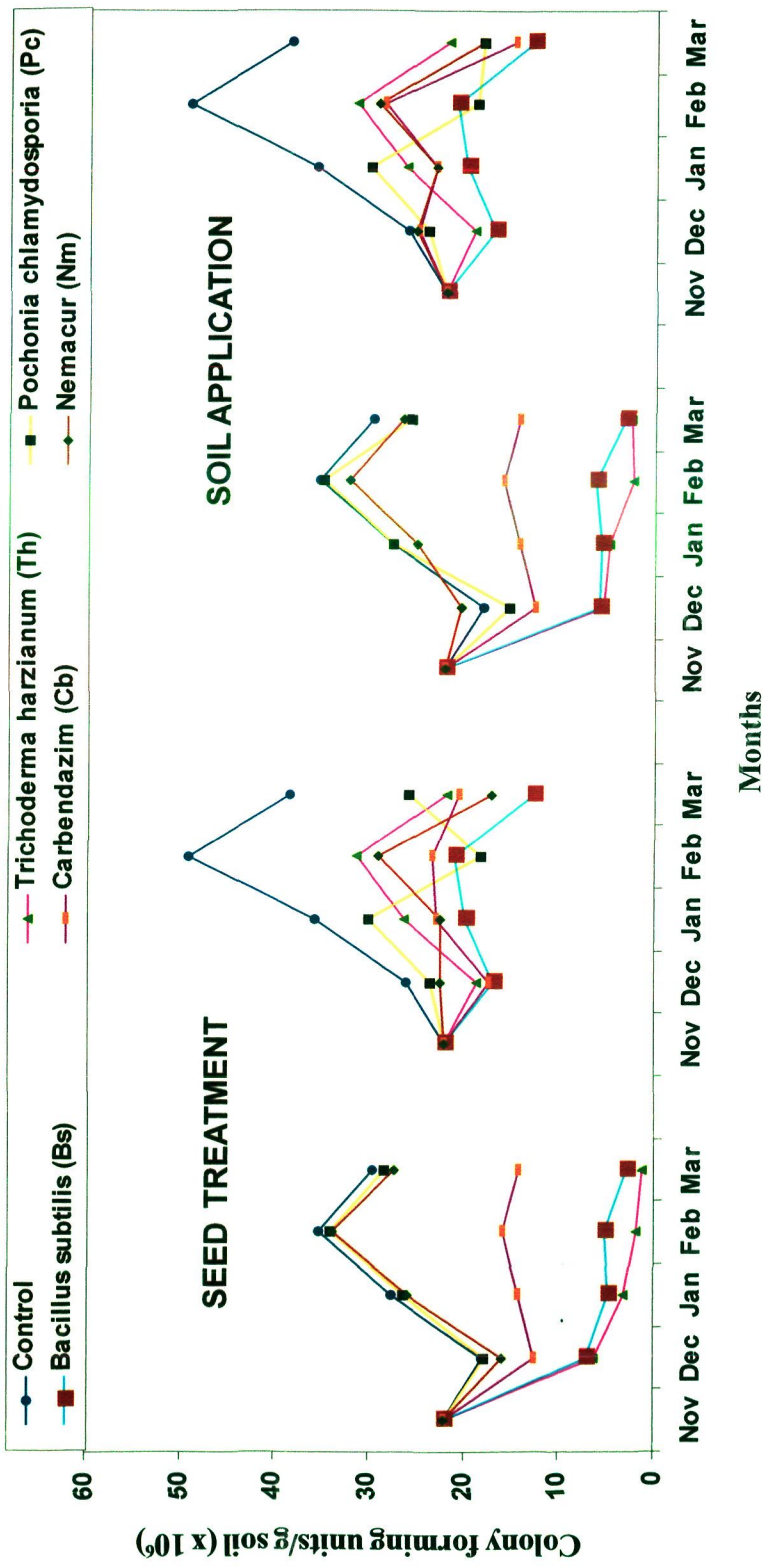 Control
Trichoderma harzianum (Th)
Pochonia chlamydosporia (Pc)
Bacillus subtilis (Bs)
Carbendazim (Cb)
Nemacur (Nm)
60
50
40
30
20
10
0
Colony forming units/g soil (x 10⁶)
SEED TREATMENT
SOIL APPLICATION
Nov Dec Jan Feb Mar
Nov Dec Jan Feb Mar
Nov Dec Jan Feb Mar
Nov Dec Jan Feb Mar
Months